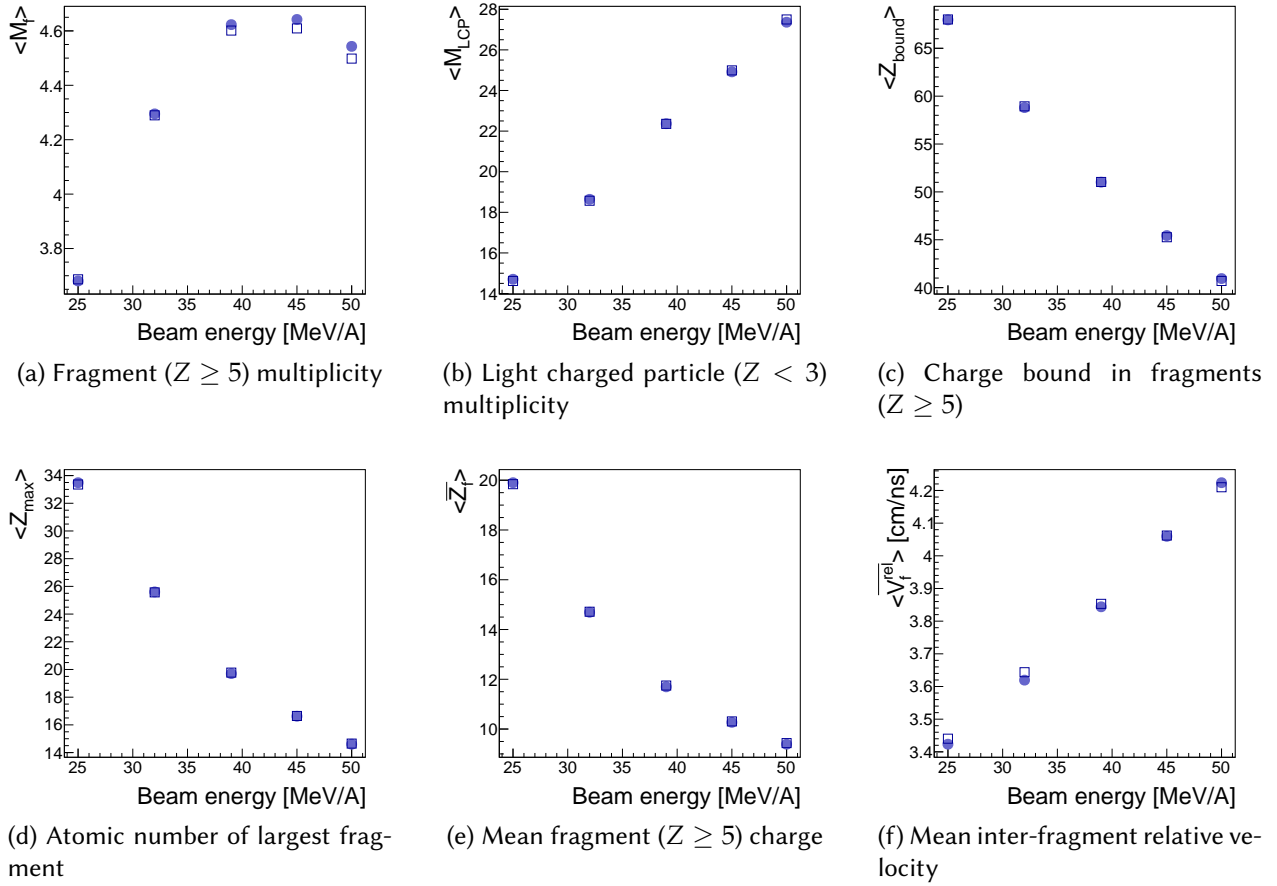 <M_f>
4.6
4.4
4.2
4
3.8
25 30 35 40 45 50
Beam energy [MeV/A]
(a) Fragment (Z ≥ 5) multiplicity
<M_LCP>
28
26
24
22
20
18
16
14
25 30 35 40 45 50
Beam energy [MeV/A]
(b) Light charged particle (Z < 3)
multiplicity
<Z_bound>
65
60
55
50
45
40
25 30 35 40 45 50
Beam energy [MeV/A]
(c) Charge bound in fragments
(Z ≥ 5)
<Z_max>
34
32
30
28
26
24
22
20
18
16
14
25 30 35 40 45 50
Beam energy [MeV/A]
(d) Atomic number of largest frag-
ment
<Z̅_f>
20
18
16
14
12
10
25 30 35 40 45 50
Beam energy [MeV/A]
(e) Mean fragment (Z ≥ 5) charge
<V̅_f^rel> [cm/ns]
4.2
4.1
4
3.9
3.8
3.7
3.6
3.5
3.4
25 30 35 40 45 50
Beam energy [MeV/A]
(f) Mean inter-fragment relative ve-
locity